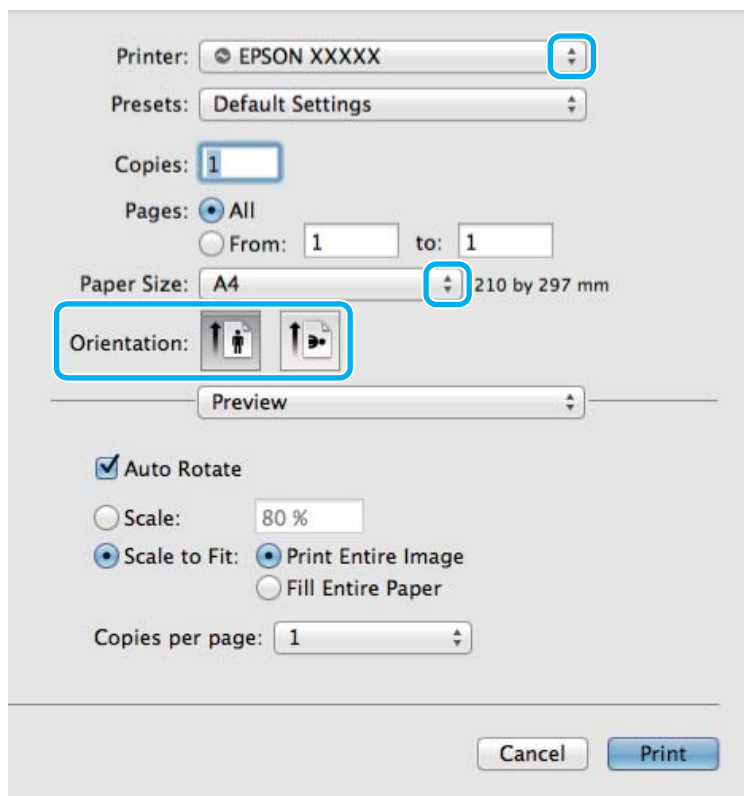 Printer: EPSON XXXXX
Presets: Default Settings
Copies: 1
Pages: All
From: 1 to: 1
Paper Size: A4 210 by 297 mm
Orientation:
Preview
Auto Rotate
Scale: 80 %
Scale to Fit: Print Entire Image
Fill Entire Paper
Copies per page: 1
Cancel Print